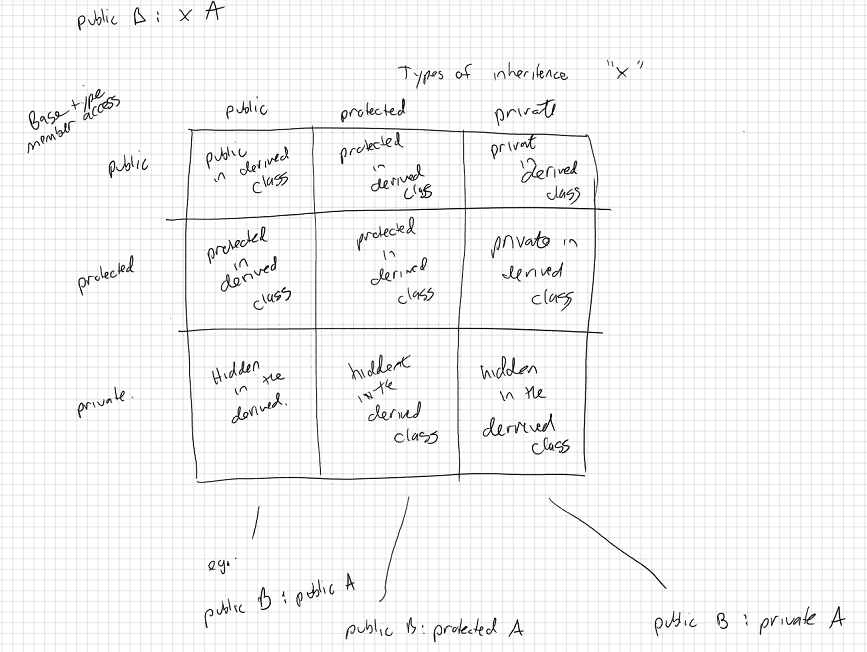 public B : x A
Types of inheritence "x"
Base type
member access
public protected private
public
public
in derived
class
protected
in
derived
class
privat
in
derived
class
protected
protected
in
derived
class
protected
in
derived
class
private in
derived
class
private.
Hidden
in the
derived.
hidden
in the
derived
class
hidden
in the
derived
class
eg.
public B : public A
public B : protected A
public B : private A